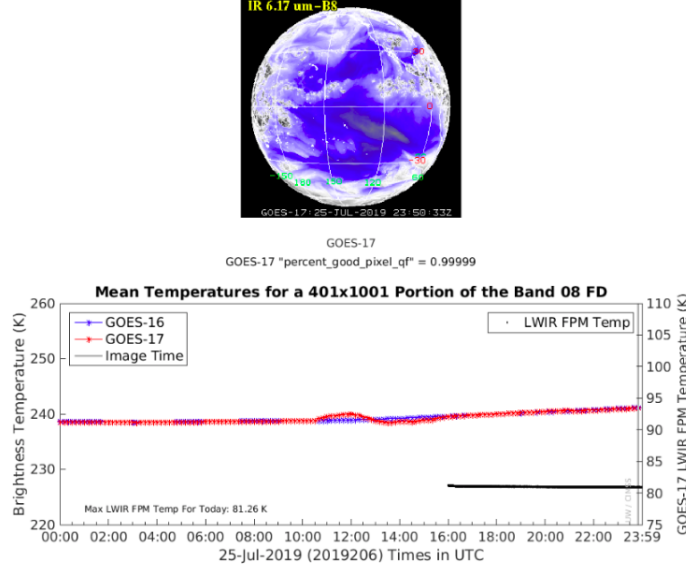 IR 6.17 um-B8
0
-30
-150
180
120
GOES-17:25-JUL-2019 23:50:33Z
GOES-17
GOES-17 "percent_good_pixel_qf" = 0.99999
Mean Temperatures for a 401x1001 Portion of the Band 08 FD
Brightness Temperature (K)
260
250
240
230
220
GOES-16
GOES-17
Image Time
LWIR FPM Temp
Max LWIR FPM Temp For Today: 81.26 K
110
105
100
95
90
85
80
75
GOES-17 LWIR FPM Temperature (K)
00:00 02:00 04:00 06:00 08:00 10:00 12:00 14:00 16:00 18:00 20:00 22:00 23:59
25-Jul-2019 (2019206) Times in UTC